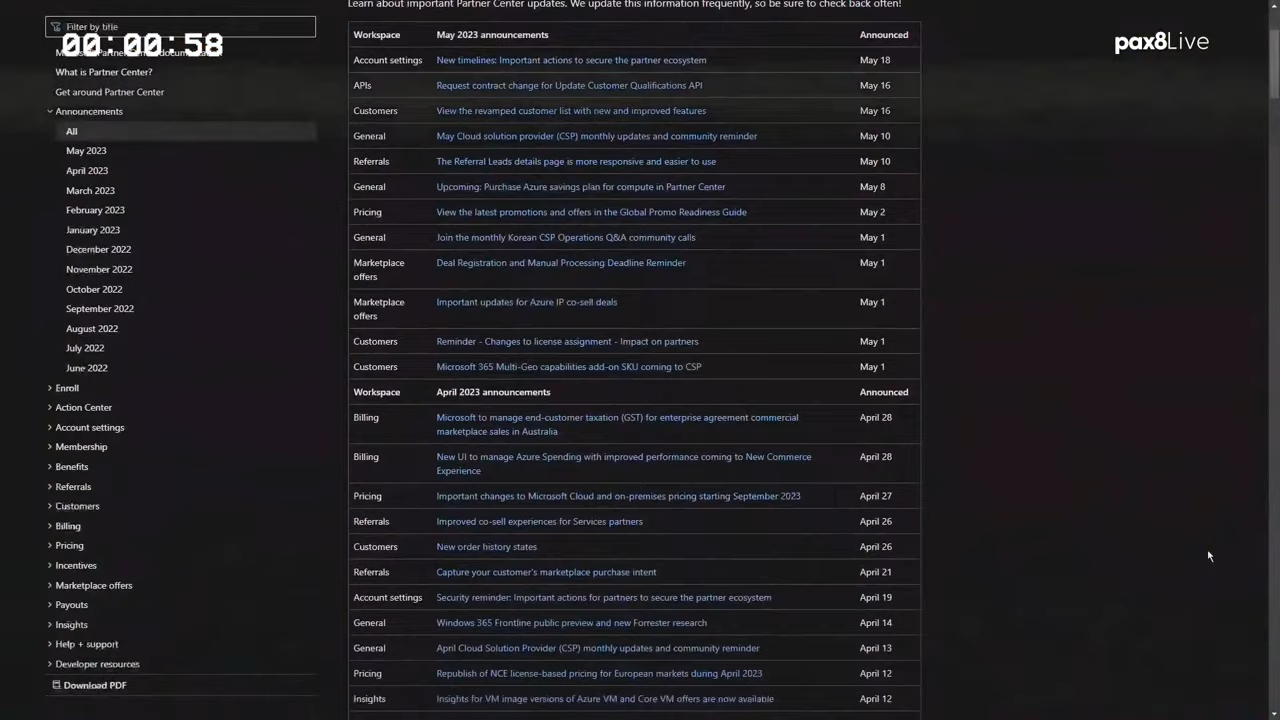 Learn about important Partner Center updates. We update this information frequently, so be sure to check back often!
Filter by title
00:00:58
pax8Live
What is Partner Center?
Get around Partner Center
Announcements
All
May 2023
April 2023
March 2023
February 2023
January 2023
December 2022
November 2022
October 2022
September 2022
August 2022
July 2022
June 2022
Enroll
Action Center
Account settings
Membership
Benefits
Referrals
Customers
Billing
Pricing
Incentives
Marketplace offers
Payouts
Insights
Help + support
Developer resources
Download PDF
Workspace May 2023 announcements Announced
Account settings New timelines: Important actions to secure the partner ecosystem May 18
APIs Request contract change for Update Customer Qualifications API May 16
Customers View the revamped customer list with new and improved features May 16
General May Cloud solution provider (CSP) monthly updates and community reminder May 10
Referrals The Referral Leads details page is more responsive and easier to use May 10
General Upcoming: Purchase Azure savings plan for compute in Partner Center May 8
Pricing View the latest promotions and offers in the Global Promo Readiness Guide May 2
General Join the monthly Korean CSP Operations Q&A community calls May 1
Marketplace Deal Registration and Manual Processing Deadline Reminder May 1
offers
Marketplace Important updates for Azure IP co-sell deals May 1
offers
Customers Reminder - Changes to license assignment - Impact on partners May 1
Customers Microsoft 365 Multi-Geo capabilities add-on SKU coming to CSP May 1
Workspace April 2023 announcements Announced
Billing Microsoft to manage end-customer taxation (GST) for enterprise agreement commercial April 28
marketplace sales in Australia
Billing New UI to manage Azure Spending with improved performance coming to New Commerce April 28
Experience
Pricing Important changes to Microsoft Cloud and on-premises pricing starting September 2023 April 27
Referrals Improved co-sell experiences for Services partners April 26
Customers New order history states April 26
Referrals Capture your customer's marketplace purchase intent April 21
Account settings Security reminder: Important actions for partners to secure the partner ecosystem April 19
General Windows 365 Frontline public preview and new Forrester research April 14
General April Cloud Solution Provider (CSP) monthly updates and community reminder April 13
Pricing Republish of NCE license-based pricing for European markets during April 2023 April 12
Insights Insights for VM image versions of Azure VM and Core VM offers are now available April 12